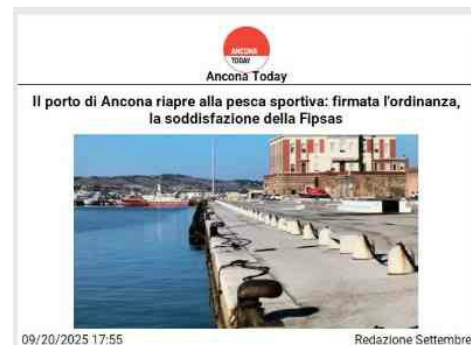 ANCONA
TODAY
Ancona Today
Il porto di Ancona riapre alla pesca sportiva: firmata l'ordinanza,
la soddisfazione della Fipsas
09/20/2025 17:55
Redazione Settembre